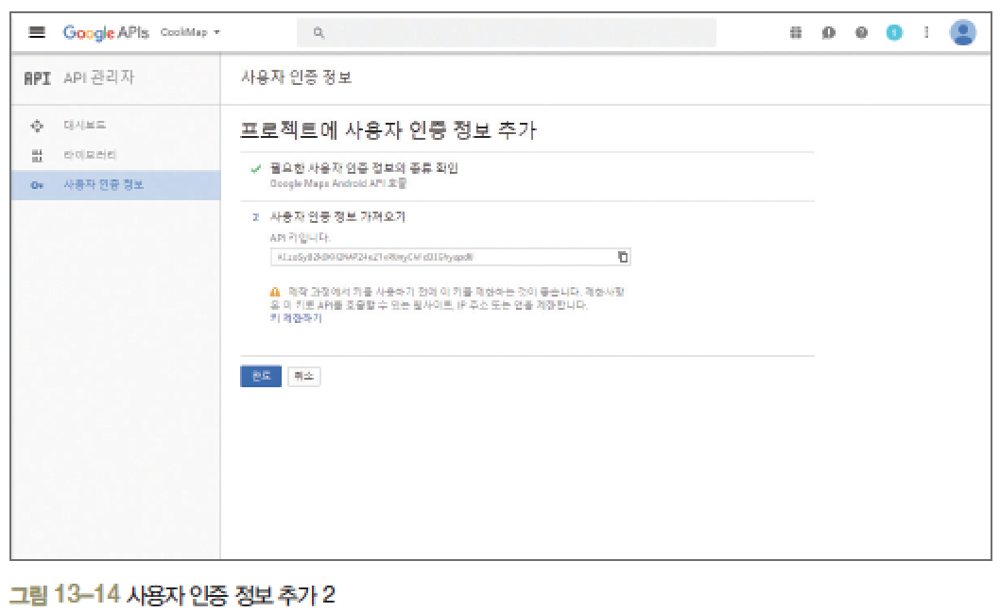 Google APIs CookMap
API API 관리자
사용자 인증 정보
대시보드
라이브러리
사용자 인증 정보
프로젝트에 사용자 인증 정보 추가
필요한 사용자 인증 정보의 종류 확인
Google Maps Android API 호출
2 사용자 인증 정보 가져오기
API 키입니다.
제작 과정에서 키를 사용하기 전에 이 키를 제한하는 것이 좋습니다. 제한사항
은 이 키로 API를 호출할 수 있는 웹사이트, IP 주소 또는 앱을 제한합니다.
키 제한하기
완료 취소
그림 13–14 사용자 인증 정보 추가 2